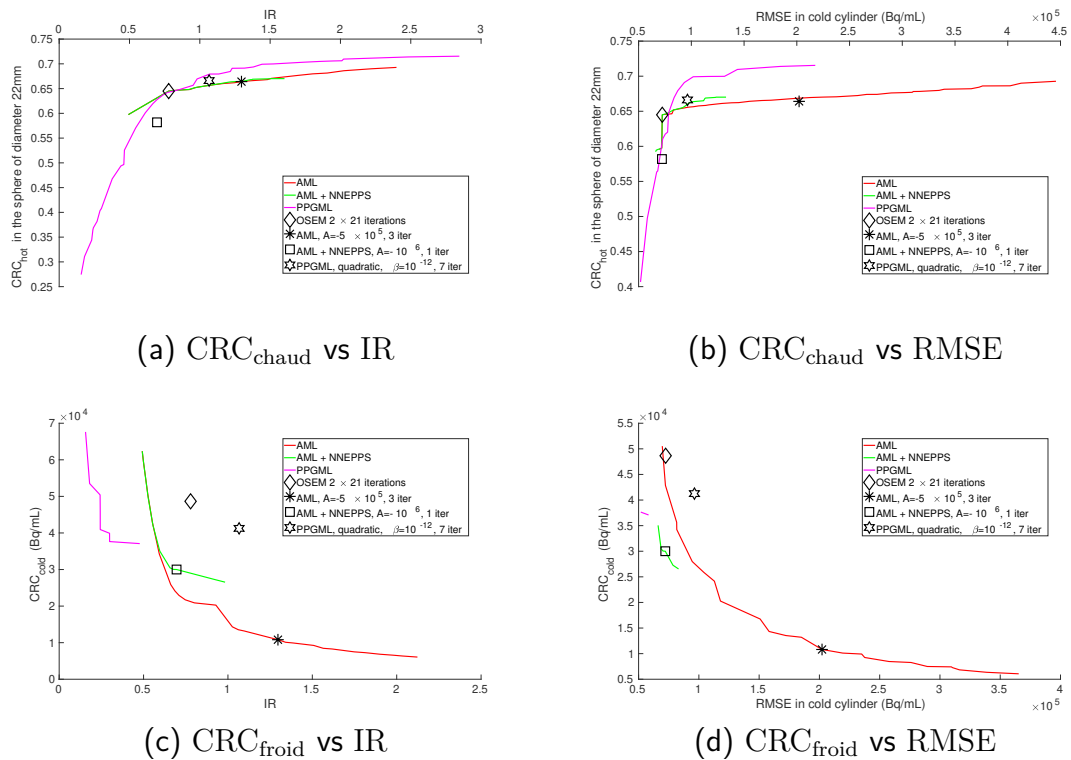 IR
0 0.5 1 1.5 2 2.5 3
0.75
0.7
0.65
0.6
0.55
0.5
0.45
0.4
0.35
0.3
0.25
CRC_hot in the sphere of diameter 22mm
AML
AML + NNEPPS
PPGML
OSEM 2 × 21 iterations
AML, A=-5 × 10^5, 3 iter
AML + NNEPPS, A=- 10^6, 1 iter
PPGML, quadratic, β=10^-12, 7 iter
(a) CRC_chaud vs IR
RMSE in cold cylinder (Bq/mL)
0.5 1 1.5 2 2.5 3 3.5 4 4.5
×10^5
0.75
0.7
0.65
0.6
0.55
0.5
0.45
0.4
CRC_hot in the sphere of diameter 22mm
AML
AML + NNEPPS
PPGML
OSEM 2 × 21 iterations
AML, A=-5 × 10^5, 3 iter
AML + NNEPPS, A=- 10^6, 1 iter
PPGML, quadratic, β=10^-12, 7 iter
(b) CRC_chaud vs RMSE
×10^4
7
6
5
4
3
2
1
0
CRC_cold (Bq/mL)
AML
AML + NNEPPS
PPGML
OSEM 2 × 21 iterations
AML, A=-5 × 10^5, 3 iter
AML + NNEPPS, A=- 10^6, 1 iter
PPGML, quadratic, β=10^-12, 7 iter
0 0.5 1 1.5 2 2.5
IR
(c) CRC_froid vs IR
×10^4
5.5
5
4.5
4
3.5
3
2.5
2
1.5
1
0.5
0
CRC_cold (Bq/mL)
AML
AML + NNEPPS
PPGML
OSEM 2 × 21 iterations
AML, A=-5 × 10^5, 3 iter
AML + NNEPPS, A=- 10^6, 1 iter
PPGML, quadratic, β=10^-12, 7 iter
0.5 1 1.5 2 2.5 3 3.5 4
RMSE in cold cylinder (Bq/mL)
×10^5
(d) CRC_froid vs RMSE